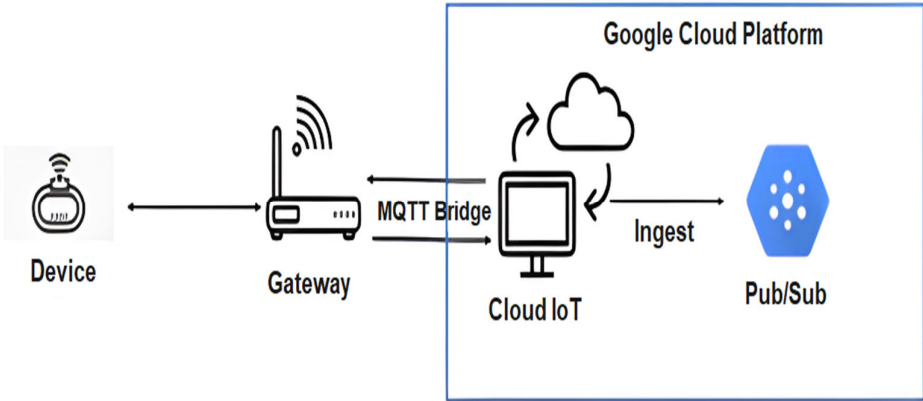 Google Cloud Platform
MQTT Bridge
Ingest
Device
Gateway
Cloud IoT
Pub/Sub